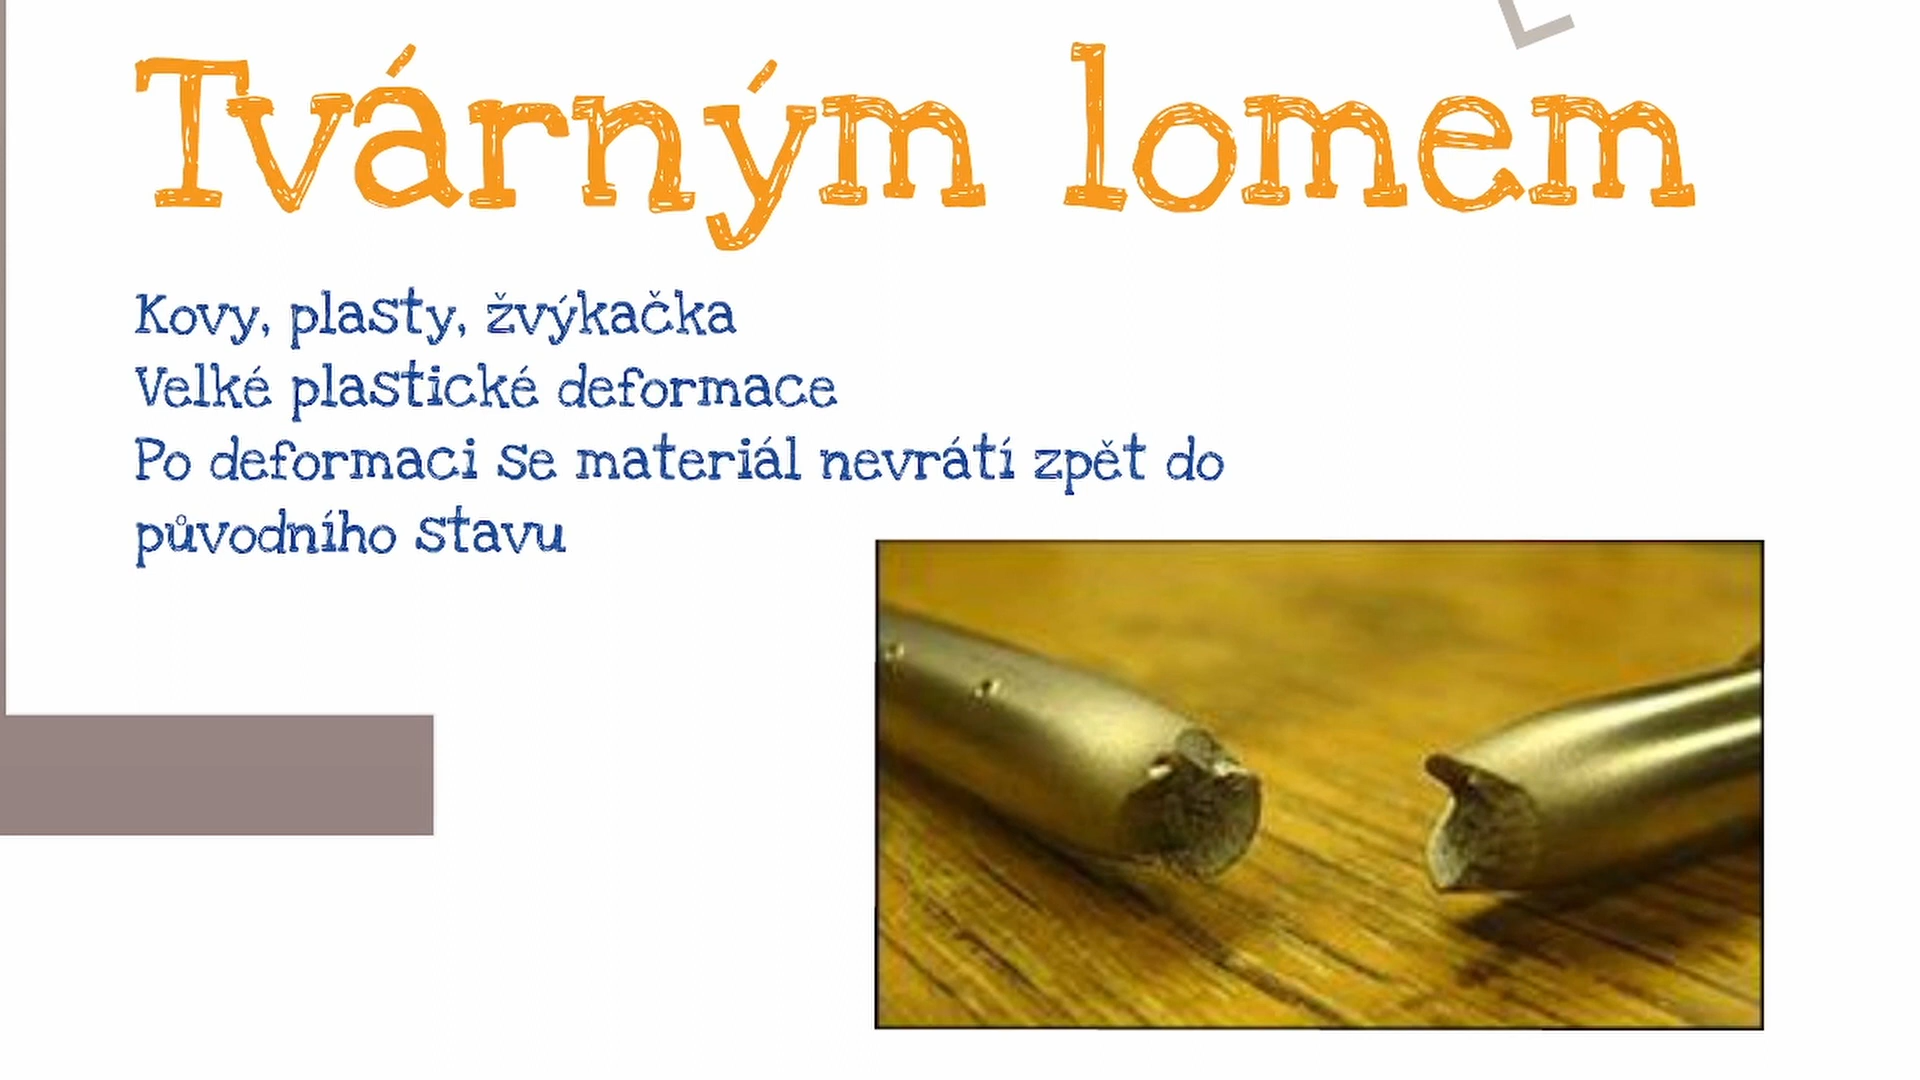 Tvárným lomem
Kovy, plasty, žvýkačka
Velké plastické deformace
Po deformaci se materiál nevrátí zpět do
původního stavu